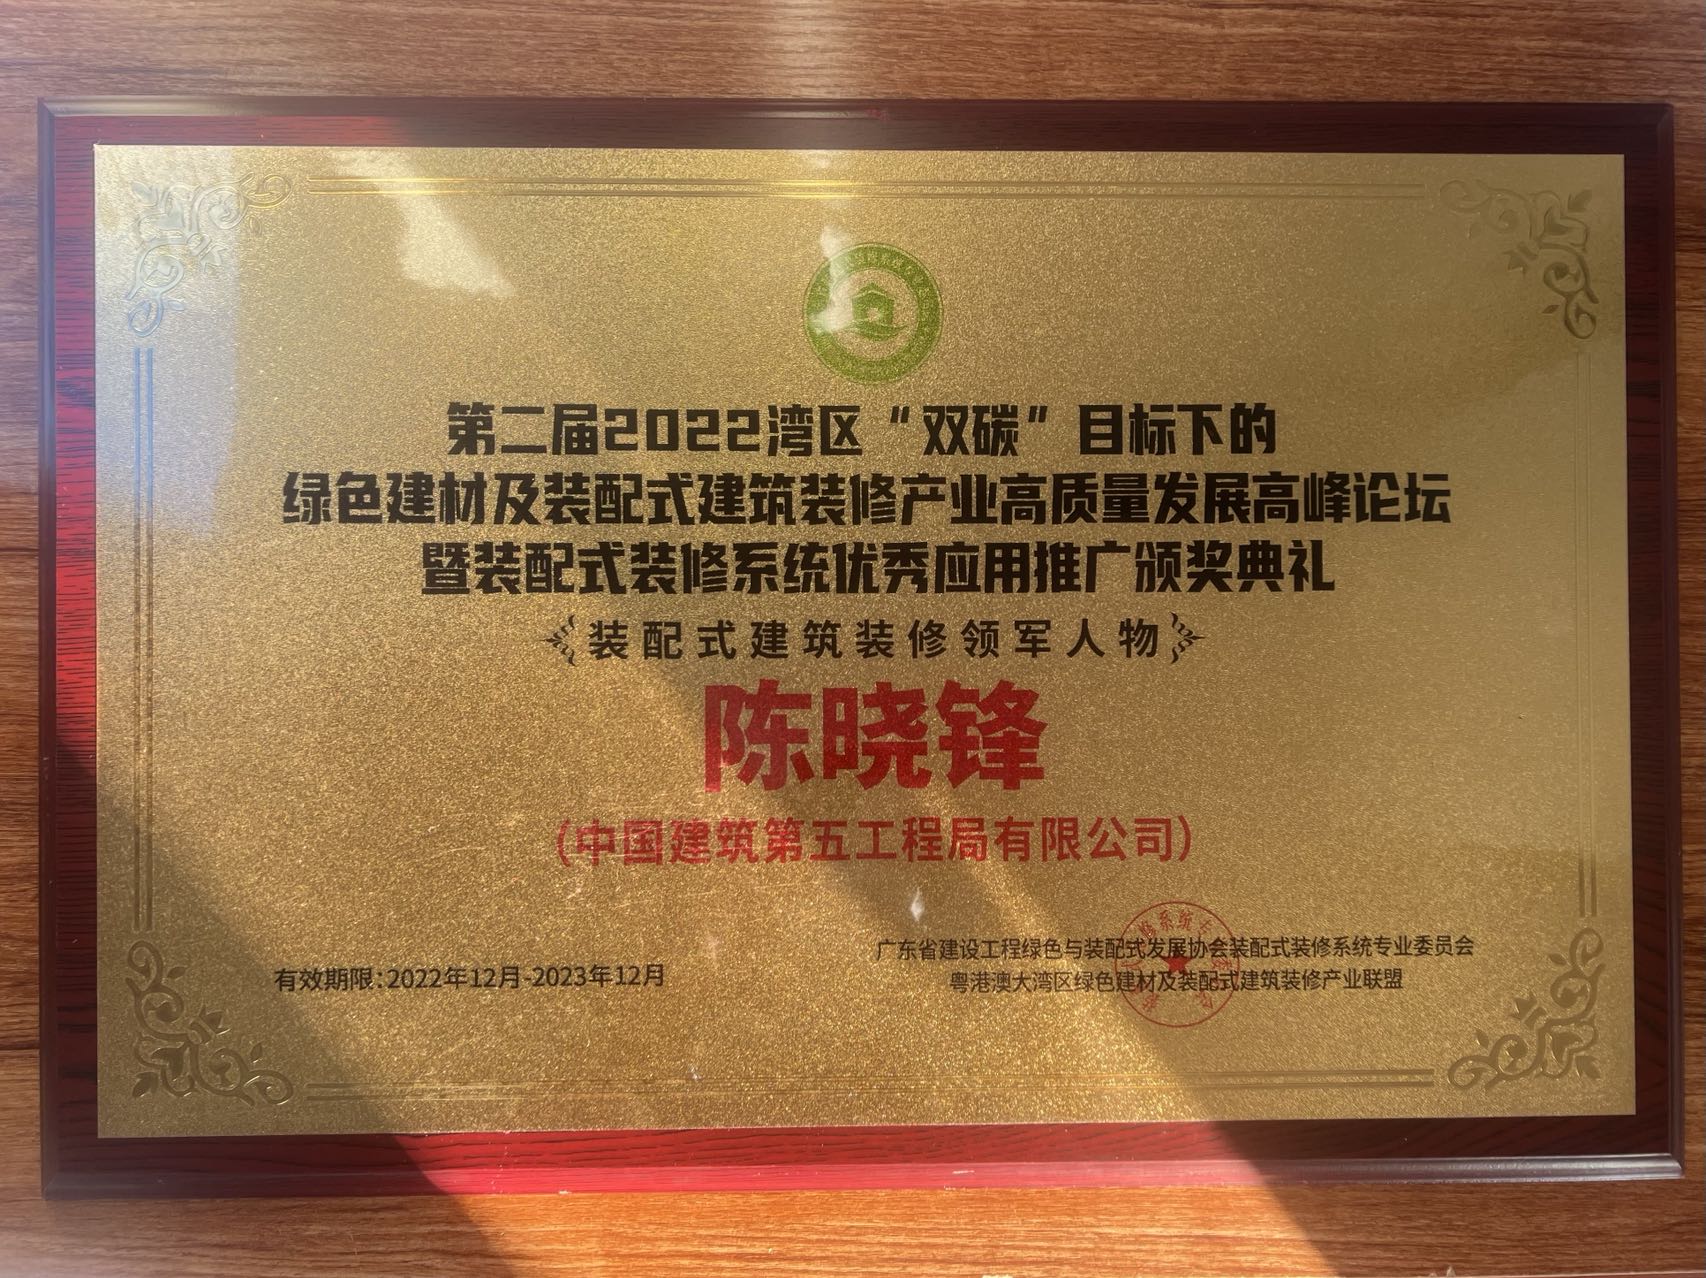 第二届2022湾区“双碳”目标下的
绿色建材及装配式建筑装修产业高质量发展高峰论坛
暨装配式装修系统优秀应用推广颁奖典礼
装配式建筑装修领军人物
陈晓锋
(中国建筑第五工程局有限公司)
有效期限:2022年12月-2023年12月
广东省建设工程绿色与装配式发展协会装配式装修系统专业委员会
粤港澳大湾区绿色建材及装配式建筑装修产业联盟